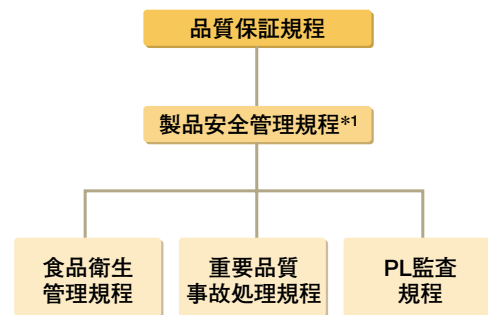 品質保証規程
製品安全管理規程*1
食品衛生
管理規程
重要品質
事故処理規程
PL監査
規程